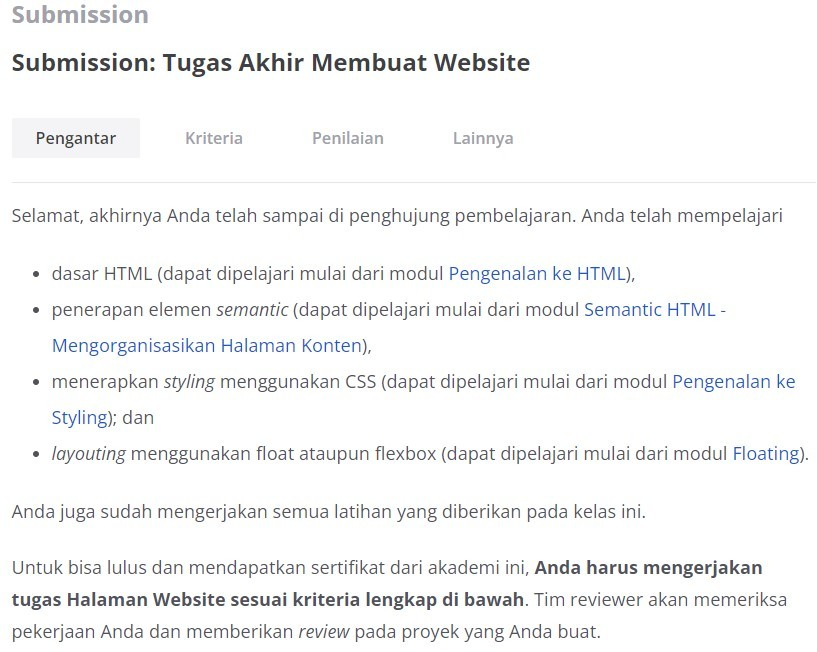 Submission
Submission: Tugas Akhir Membuat Website
Pengantar Kriteria Penilaian Lainnya
Selamat, akhirnya Anda telah sampai di penghujung pembelajaran. Anda telah mempelajari
• dasar HTML (dapat dipelajari mulai dari modul Pengenalan ke HTML),
• penerapan elemen semantic (dapat dipelajari mulai dari modul Semantic HTML -
Mengorganisasikan Halaman Konten),
• menerapkan styling menggunakan CSS (dapat dipelajari mulai dari modul Pengenalan ke
Styling); dan
• layouting menggunakan float ataupun flexbox (dapat dipelajari mulai dari modul Floating).
Anda juga sudah mengerjakan semua latihan yang diberikan pada kelas ini.
Untuk bisa lulus dan mendapatkan sertifikat dari akademi ini, Anda harus mengerjakan
tugas Halaman Website sesuai kriteria lengkap di bawah. Tim reviewer akan memeriksa
pekerjaan Anda dan memberikan review pada proyek yang Anda buat.